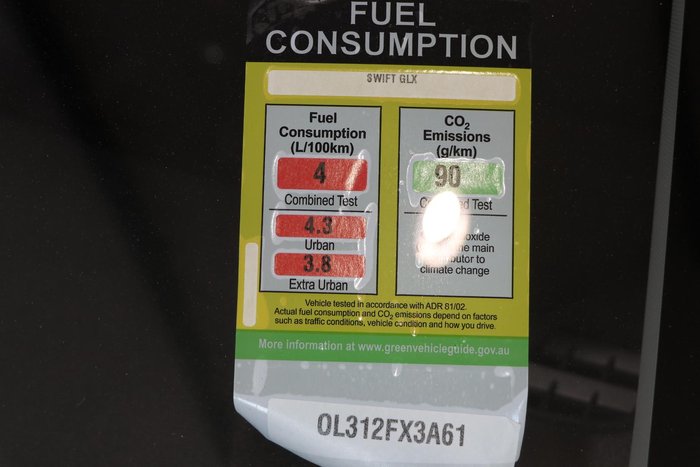 FUEL
CONSUMPTION
SWIFT GLX
Fuel
Consumption
(L/100km)
4
Combined Test
4.3
Urban
3.8
Extra Urban
CO₂
Emissions
(g/km)
90
Test
main
to
climate change
Vehicle tested in accordance with ADR 81/02.
Actual fuel consumption and CO₂ emissions depend on factors
such as traffic conditions, vehicle condition and how you drive.
More information at www.greenvehicleguide.gov.au
OL312FX3A61